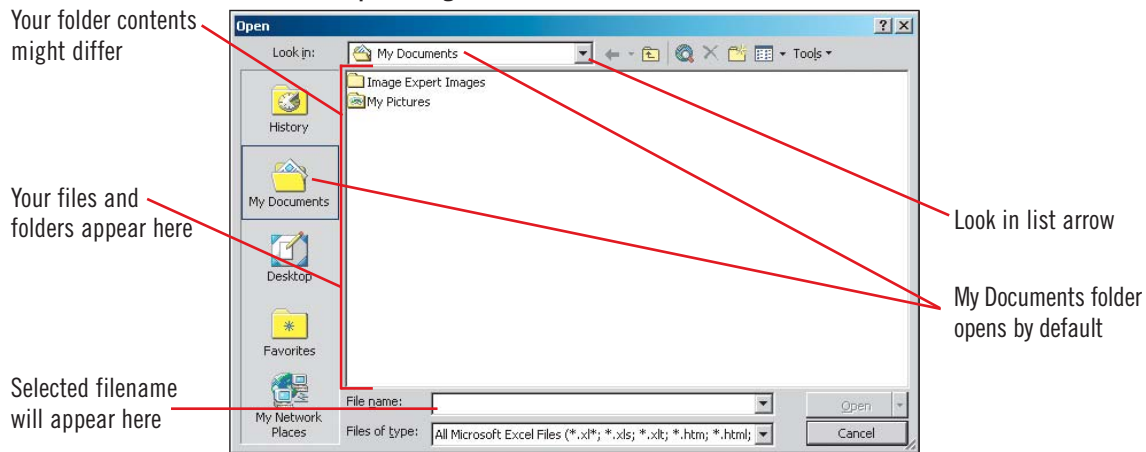 Your folder contents
might differ
Open
Look in:
My Documents
Tools
Image Expert Images
My Pictures
History
My Documents
Desktop
Favorites
My Network
Places
File name:
Open
Files of type:
All Microsoft Excel Files (*.xl*; *.xls; *.xlt; *.htm; *.html;
Cancel
Your files and
folders appear here
Selected filename
will appear here
Look in list arrow
My Documents folder
opens by default